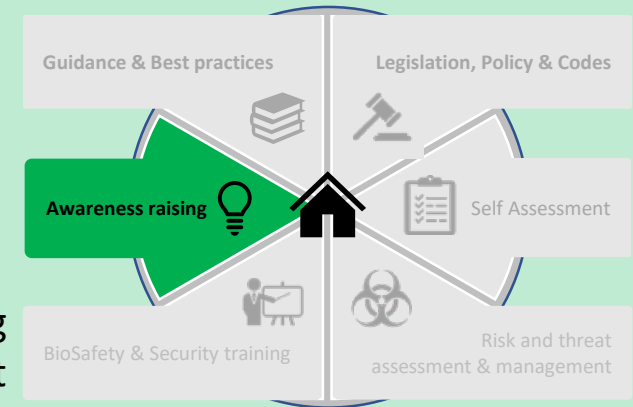 Guidance & Best practices
Legislation, Policy & Codes
Awareness raising
Self Assessment
BioSafety & Security training
Risk and threat
assessment & management